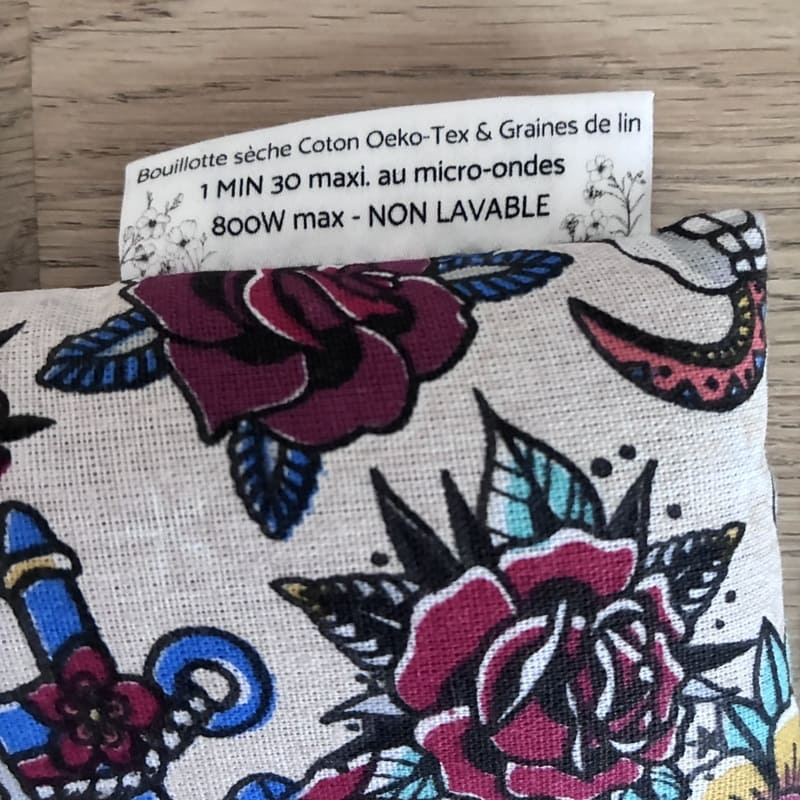 Bouillotte sèche Coton Oeko-Tex & Graines de lin
1 MIN 30 maxi. au micro-ondes
800W max - NON LAVABLE